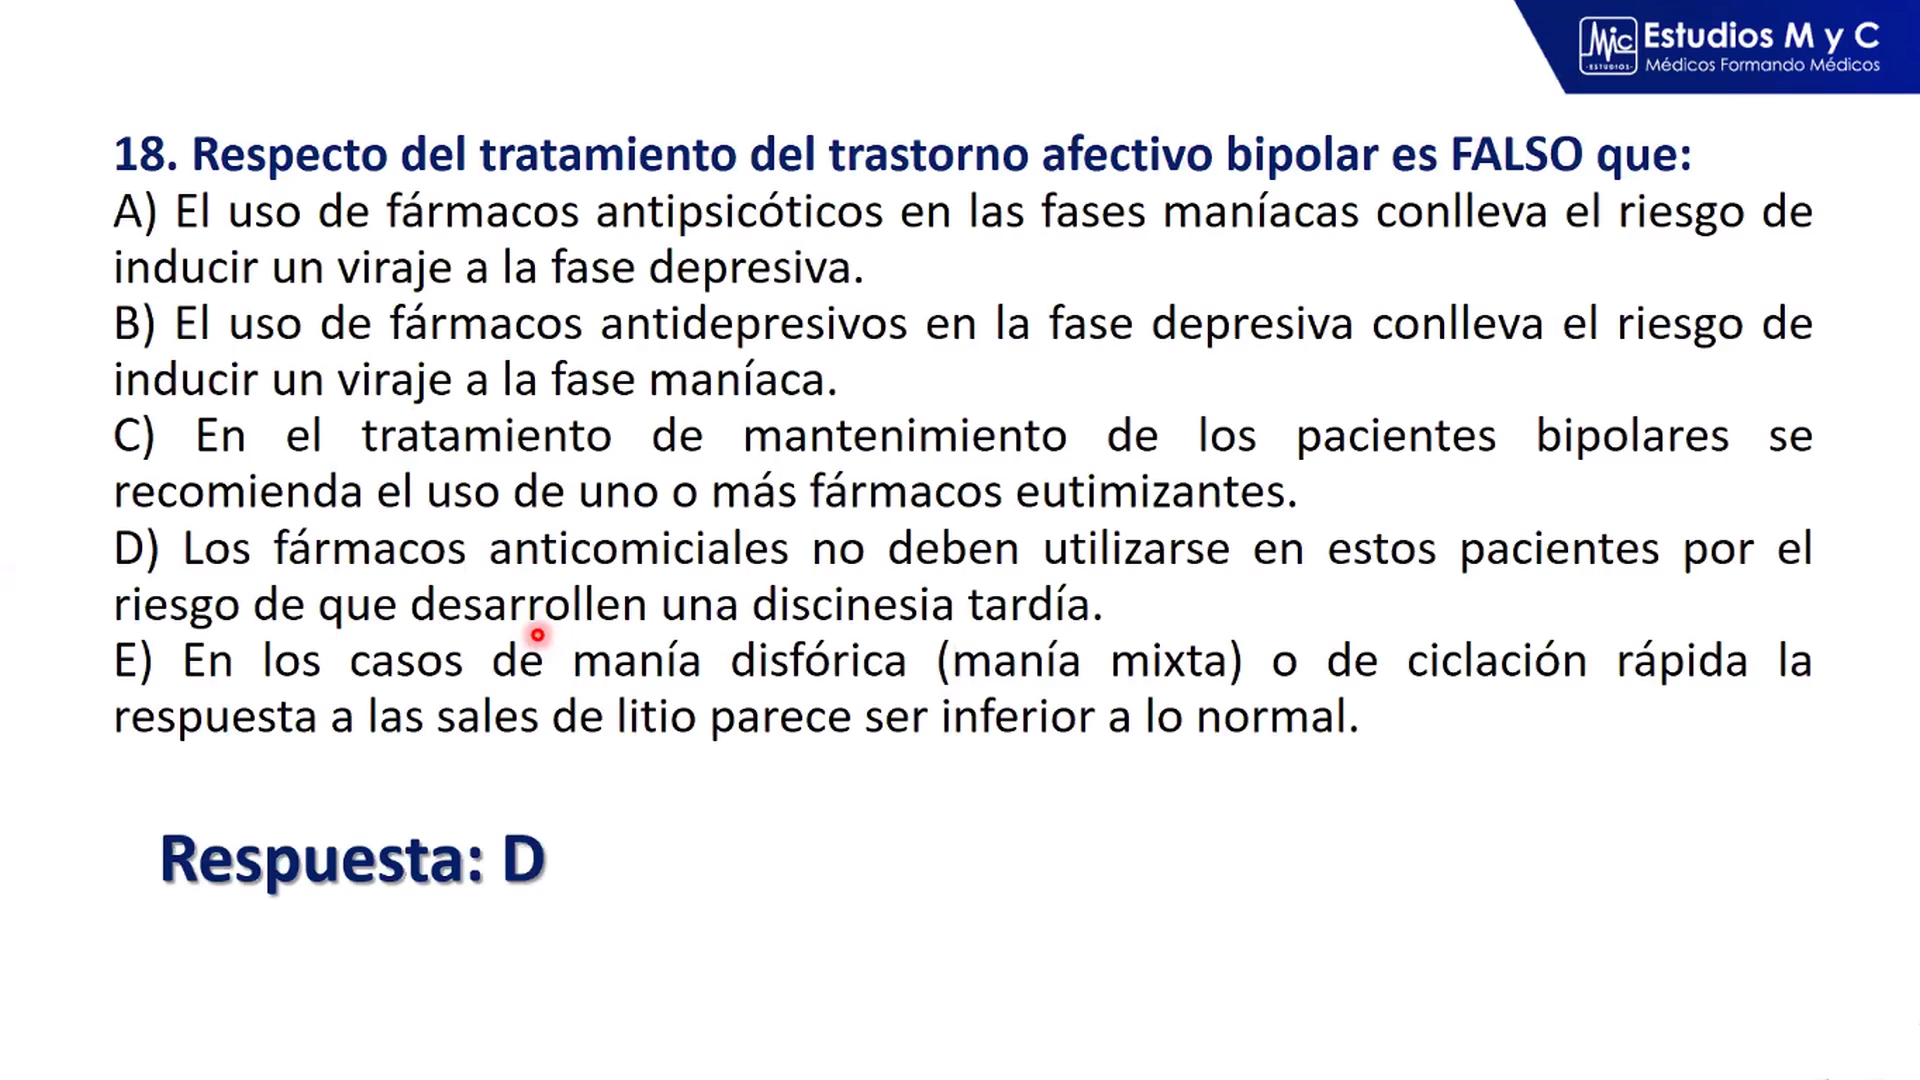 Mic
·ESTUDIOS·
Estudios M y C
Médicos Formando Médicos
18. Respecto del tratamiento del trastorno afectivo bipolar es FALSO que:
A) El uso de fármacos antipsicóticos en las fases maníacas conlleva el riesgo de
inducir un viraje a la fase depresiva.
B) El uso de fármacos antidepresivos en la fase depresiva conlleva el riesgo de
inducir un viraje a la fase maníaca.
C) En el tratamiento de mantenimiento de los pacientes bipolares se
recomienda el uso de uno o más fármacos eutimizantes.
D) Los fármacos anticomiciales no deben utilizarse en estos pacientes por el
riesgo de que desarrollen una discinesia tardía.
E) En los casos de manía disfórica (manía mixta) o de ciclación rápida la
respuesta a las sales de litio parece ser inferior a lo normal.
Respuesta: D